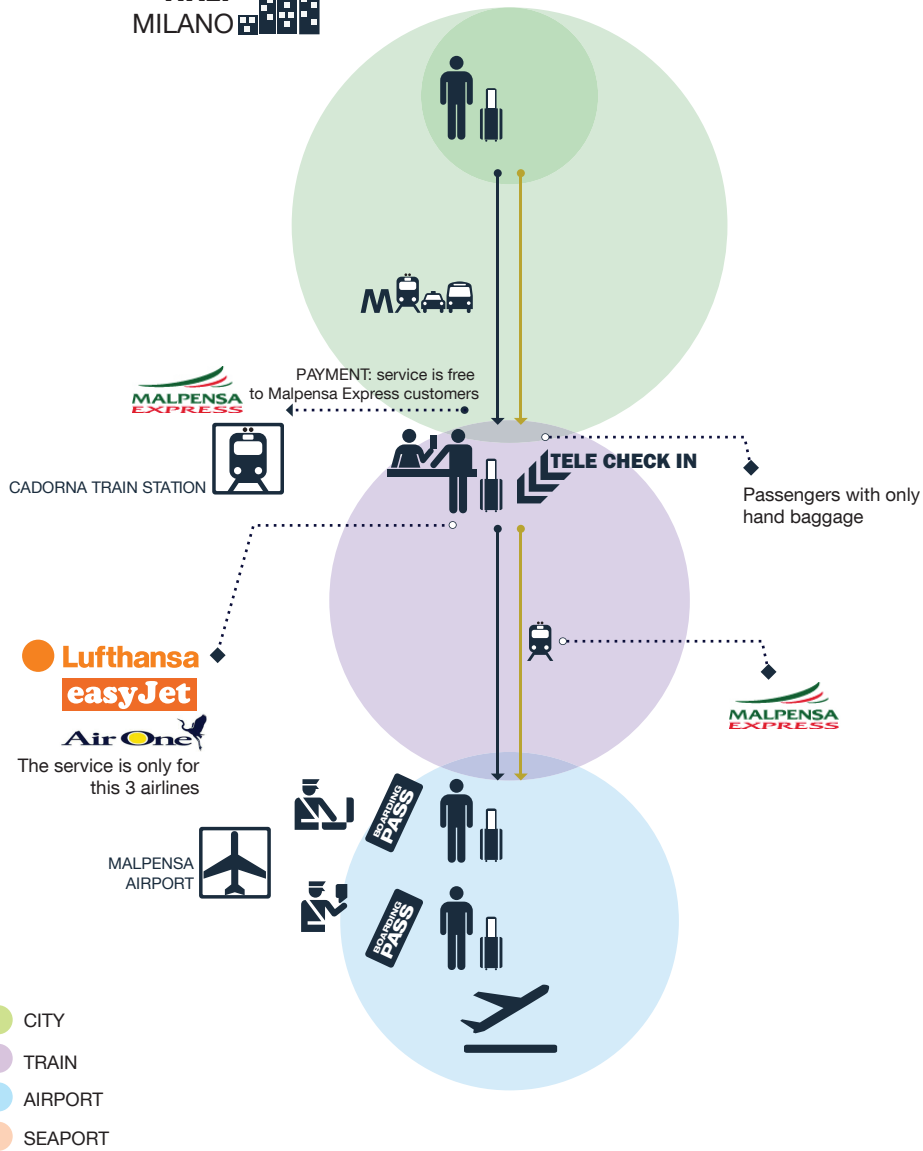 MILANO
M
PAYMENT: service is free
to Malpensa Express customers
MALPENSA
EXPRESS
CADORNA TRAIN STATION
TELE CHECK IN
Passengers with only
hand baggage
Lufthansa
easyJet
Air One
The service is only for
this 3 airlines
MALPENSA
EXPRESS
BOARDING
PASS
MALPENSA
AIRPORT
BOARDING
PASS
CITY
TRAIN
AIRPORT
SEAPORT